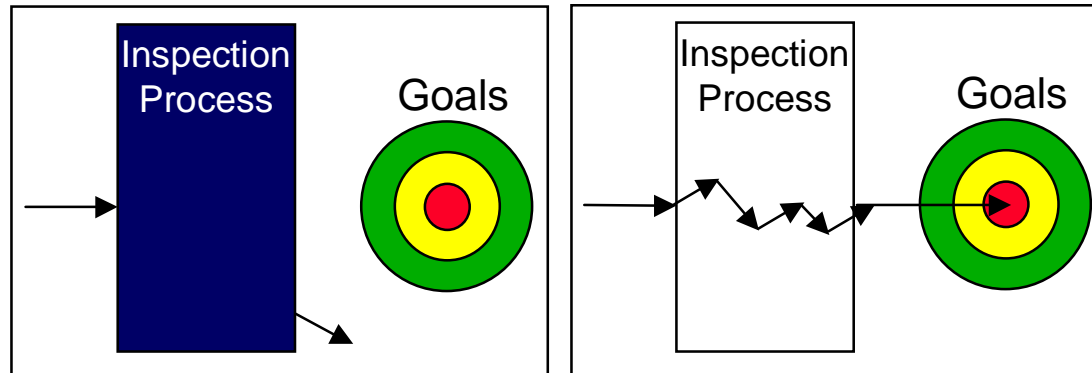 Inspection
Process
Goals
Inspection
Process
Goals